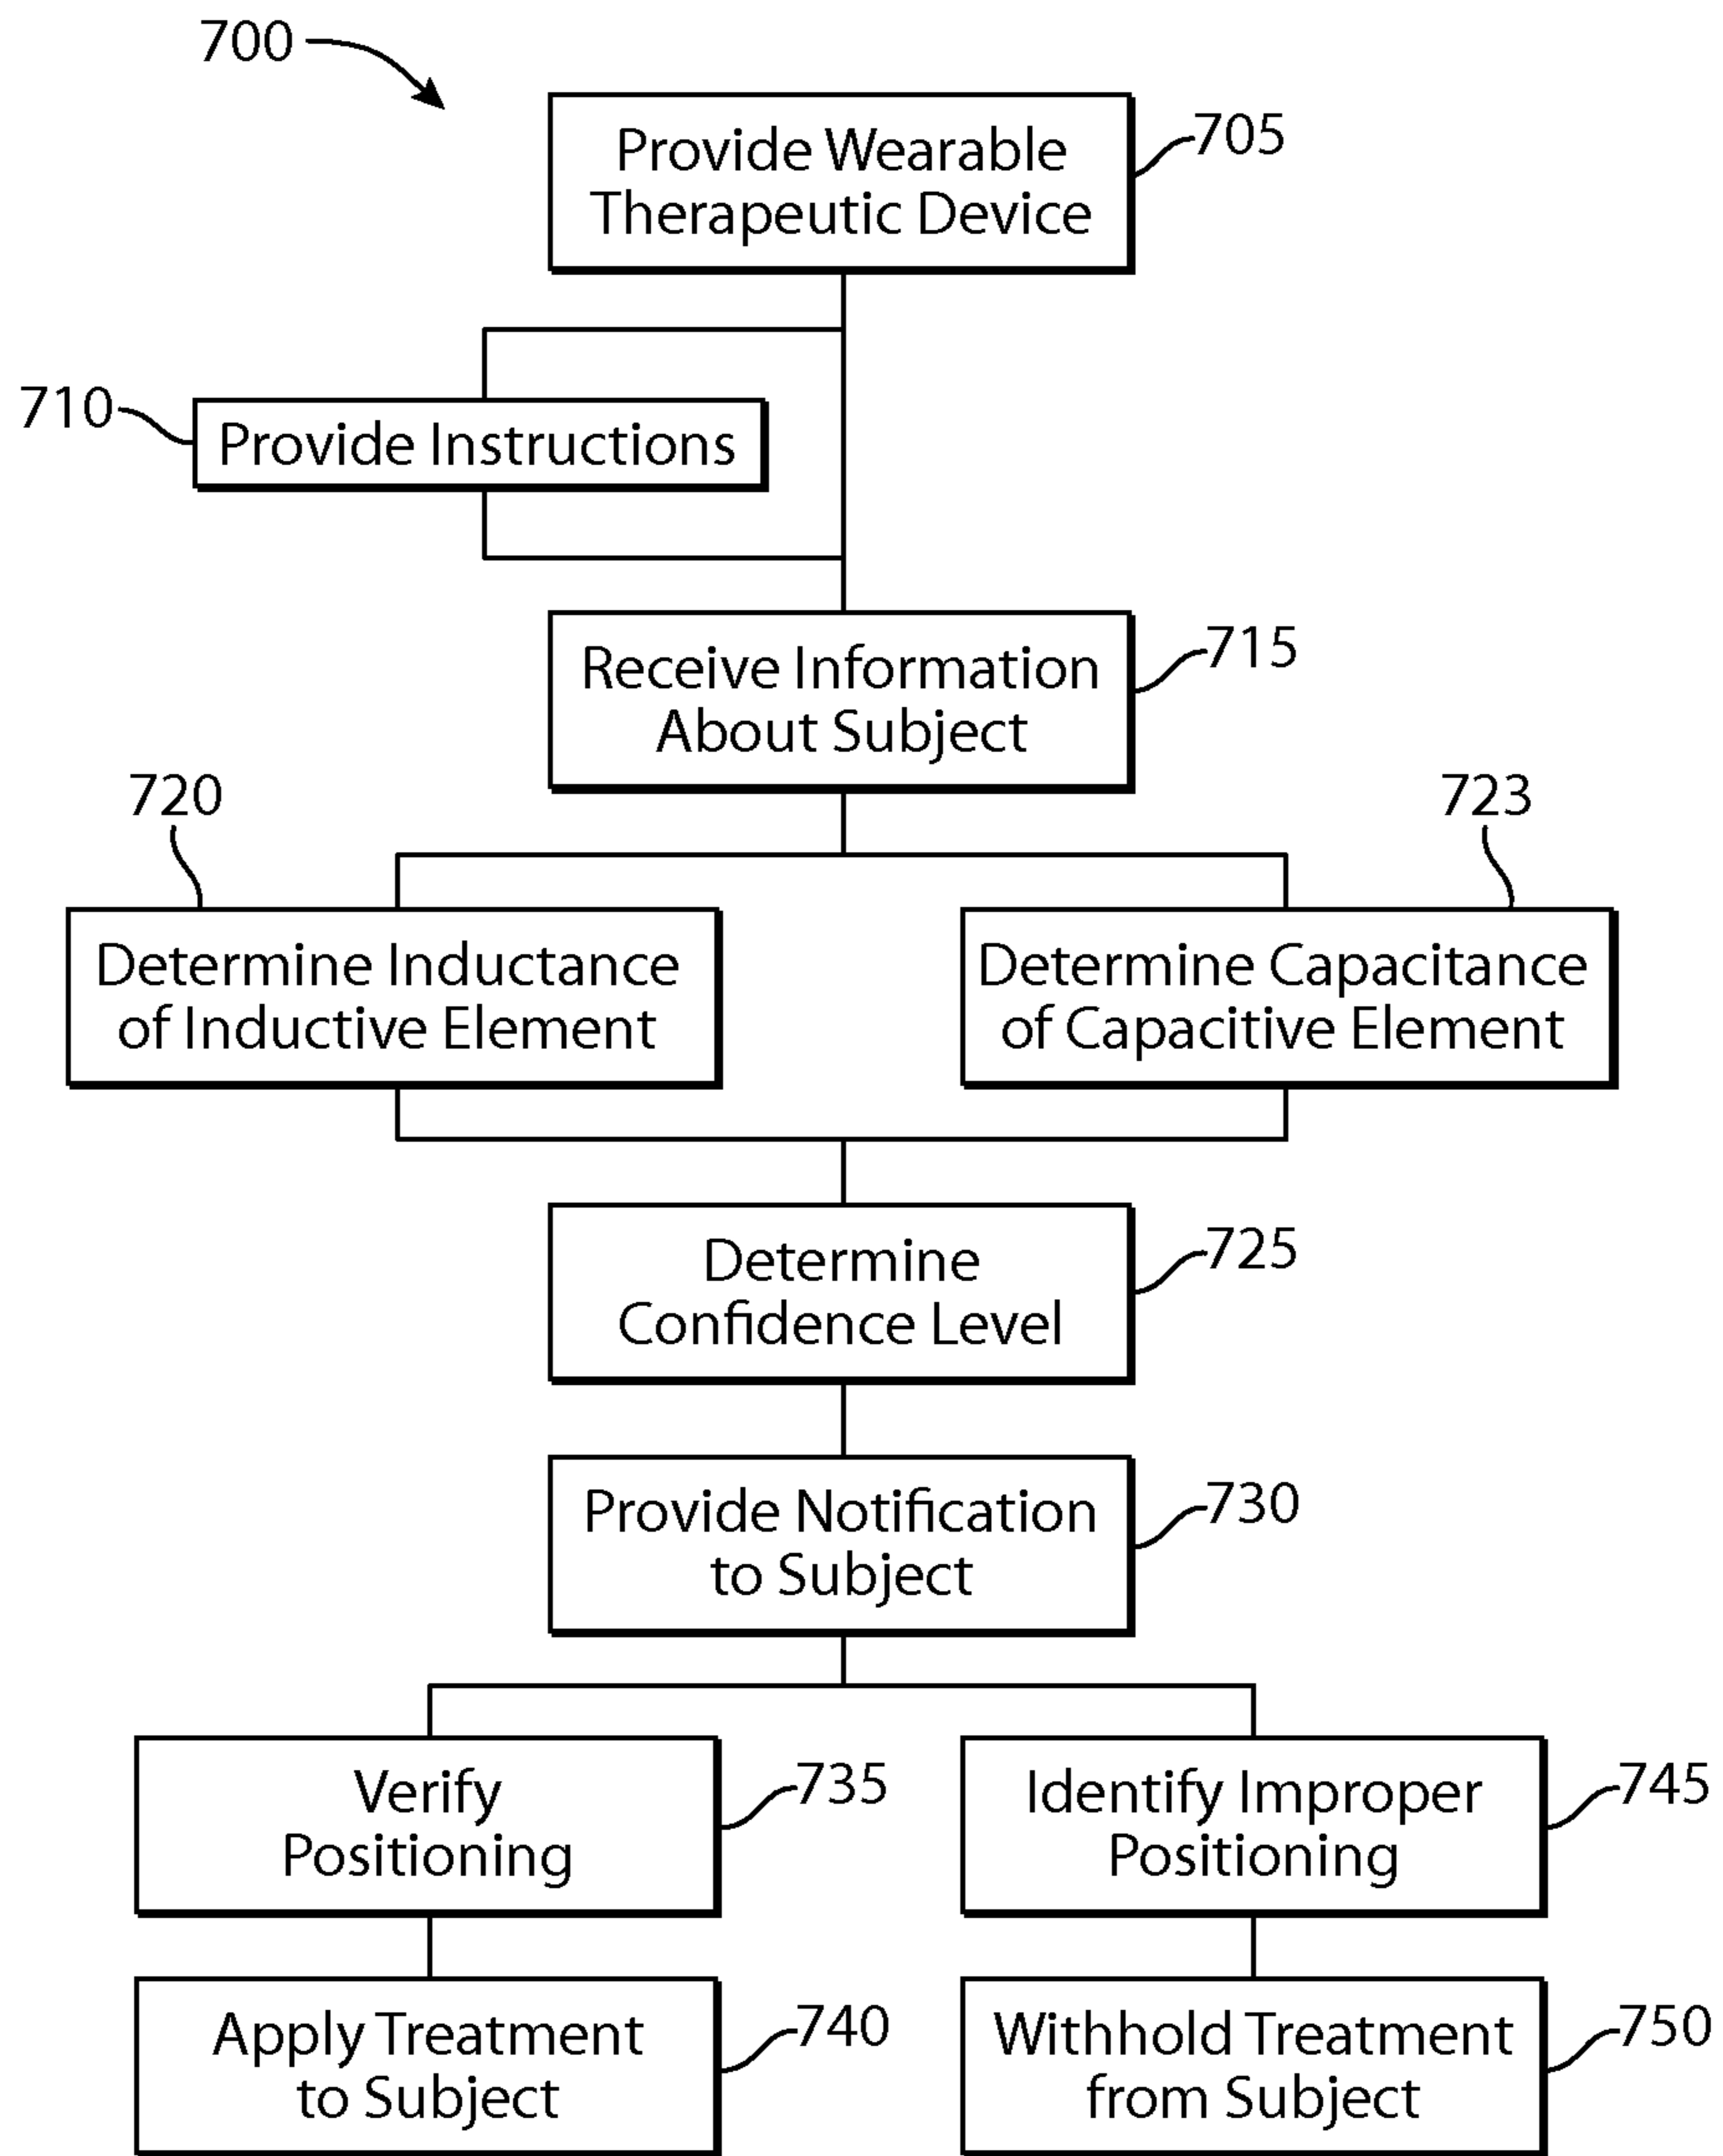 700
Provide Wearable
Therapeutic Device
705
710
Provide Instructions
Receive Information
About Subject
715
720
723
Determine Inductance
of Inductive Element
Determine Capacitance
of Capacitive Element
Determine
Confidence Level
725
Provide Notification
to Subject
730
Verify
Positioning
735
Identify Improper
Positioning
745
Apply Treatment
to Subject
740
Withhold Treatment
from Subject
750